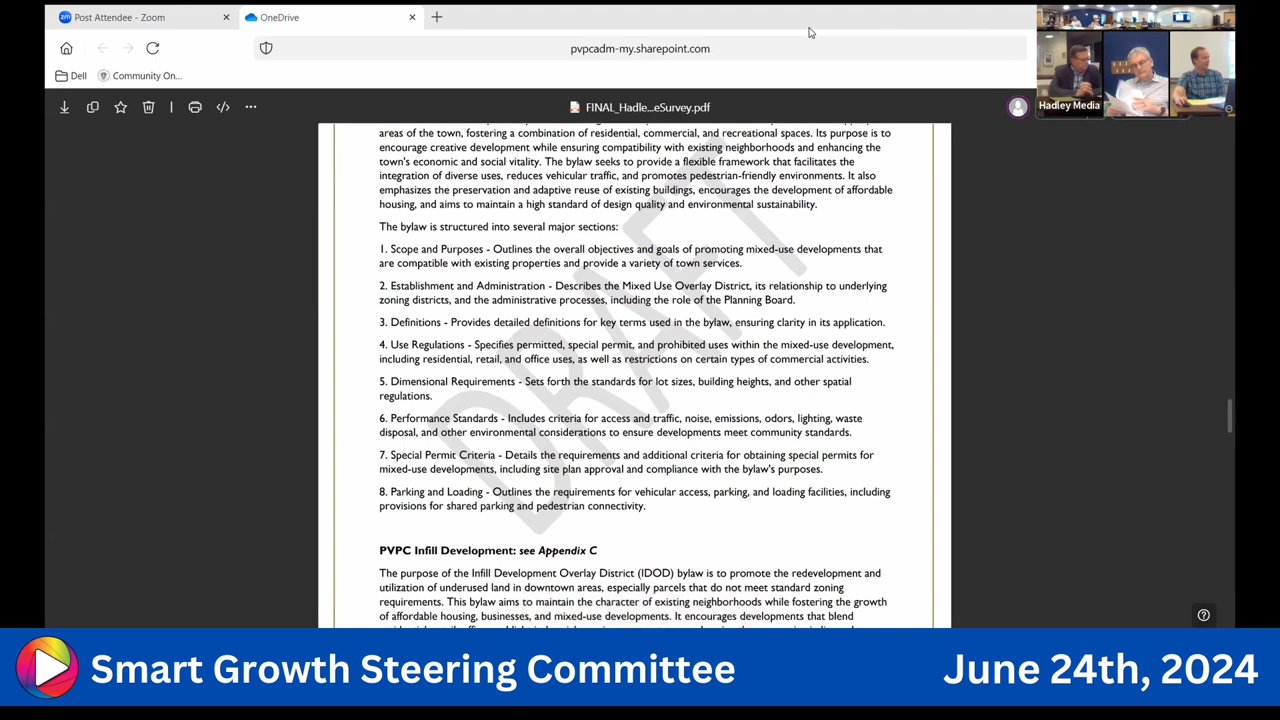 Post Attendee - Zoom
OneDrive
pvpcadm-my.sharepoint.com
Dell
Community On...
FINAL_Hadle...eSurvey.pdf
Hadley Media
areas of the town, fostering a combination of residential, commercial, and recreational spaces. Its purpose is to
encourage creative development while ensuring compatibility with existing neighborhoods and enhancing the
town's economic and social vitality. The bylaw seeks to provide a flexible framework that facilitates the
integration of diverse uses, reduces vehicular traffic, and promotes pedestrian-friendly environments. It also
emphasizes the preservation and adaptive reuse of existing buildings, encourages the development of affordable
housing, and aims to maintain a high standard of design quality and environmental sustainability.
The bylaw is structured into several major sections:
1. Scope and Purposes - Outlines the overall objectives and goals of promoting mixed-use developments that
are compatible with existing properties and provide a variety of town services.
2. Establishment and Administration - Describes the Mixed Use Overlay District, its relationship to underlying
zoning districts, and the administrative processes, including the role of the Planning Board.
3. Definitions - Provides detailed definitions for key terms used in the bylaw, ensuring clarity in its application.
4. Use Regulations - Specifies permitted, special permit, and prohibited uses within the mixed-use development,
including residential, retail, and office uses, as well as restrictions on certain types of commercial activities.
5. Dimensional Requirements - Sets forth the standards for lot sizes, building heights, and other spatial
regulations.
6. Performance Standards - Includes criteria for access and traffic, noise, emissions, odors, lighting, waste
disposal, and other environmental considerations to ensure developments meet community standards.
7. Special Permit Criteria - Details the requirements and additional criteria for obtaining special permits for
mixed-use developments, including site plan approval and compliance with the bylaw's purposes.
8. Parking and Loading - Outlines the requirements for vehicular access, parking, and loading facilities, including
provisions for shared parking and pedestrian connectivity.
DRAFT
PVPC Infill Development: see Appendix C
The purpose of the Infill Development Overlay District (IDOD) bylaw is to promote the redevelopment and
utilization of underused land in downtown areas, especially parcels that do not meet standard zoning
requirements. This bylaw aims to maintain the character of existing neighborhoods while fostering the growth
of affordable housing, businesses, and mixed-use developments. It encourages developments that blend
Smart Growth Steering Committee
June 24th, 2024